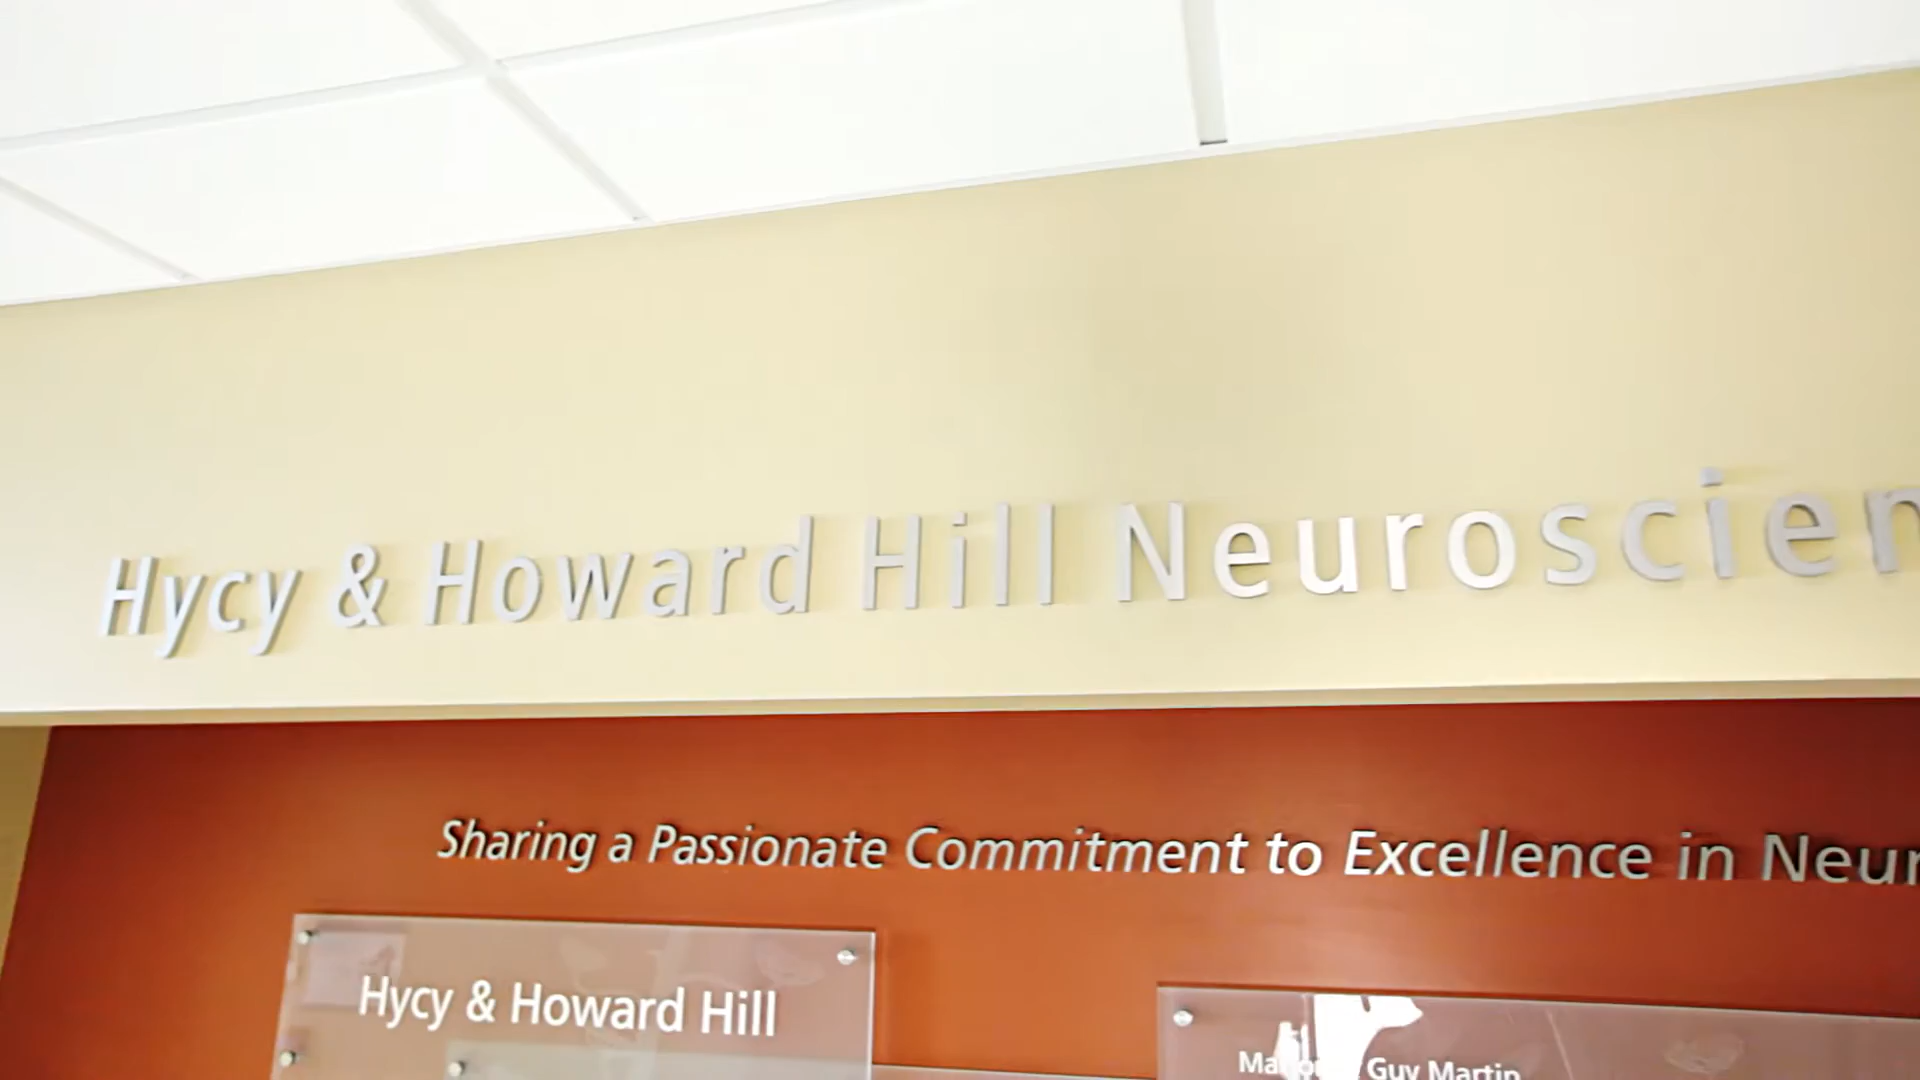 Hycy & Howard Hill Neuroscien
Sharing a Passionate Commitment to Excellence in Neur
Hycy & Howard Hill
Guy Martin